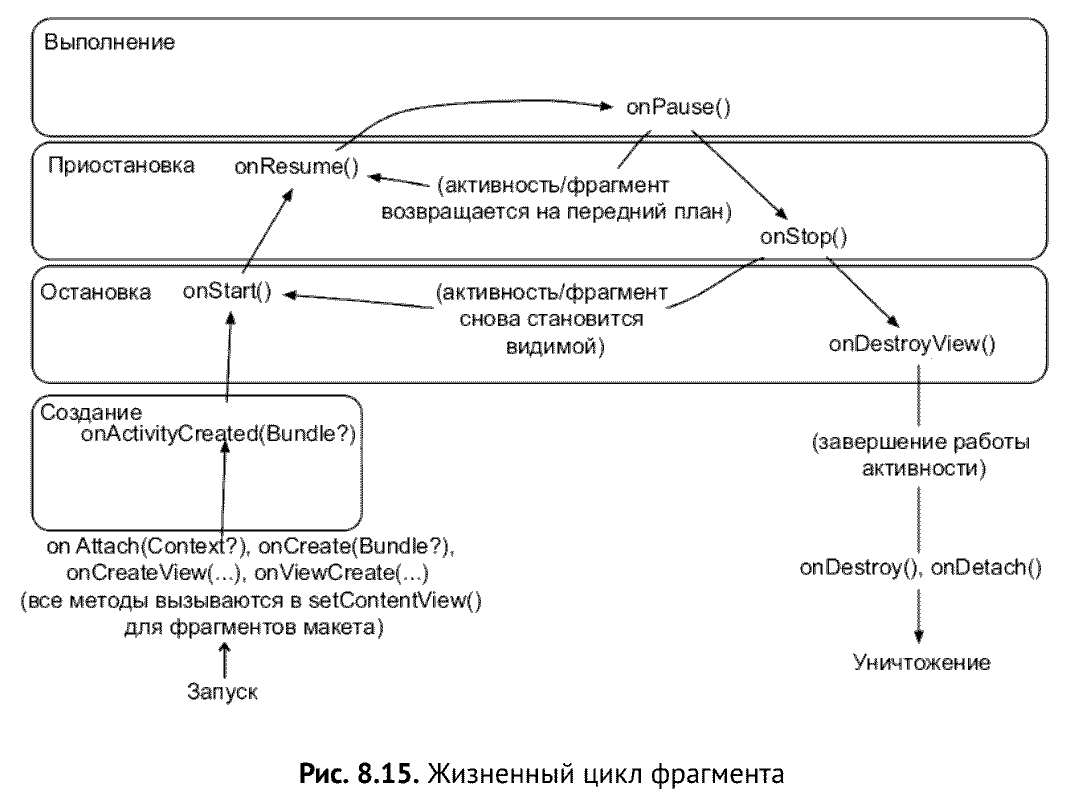 Выполнение
onPause()
Приостановка
onResume()
(активность/фрагмент
возвращается на передний план)
onStop()
Остановка
onStart()
(активность/фрагмент
снова становится
видимой)
onDestroyView()
Создание
onActivityCreated(Bundle?)
(завершение работы
активности)
on Attach(Context?), onCreate(Bundle?),
onCreateView(...), onViewCreate(...)
(все методы вызываются в setContentView()
для фрагментов макета)
onDestroy(), onDetach()
Запуск
Уничтожение
Рис. 8.15. Жизненный цикл фрагмента